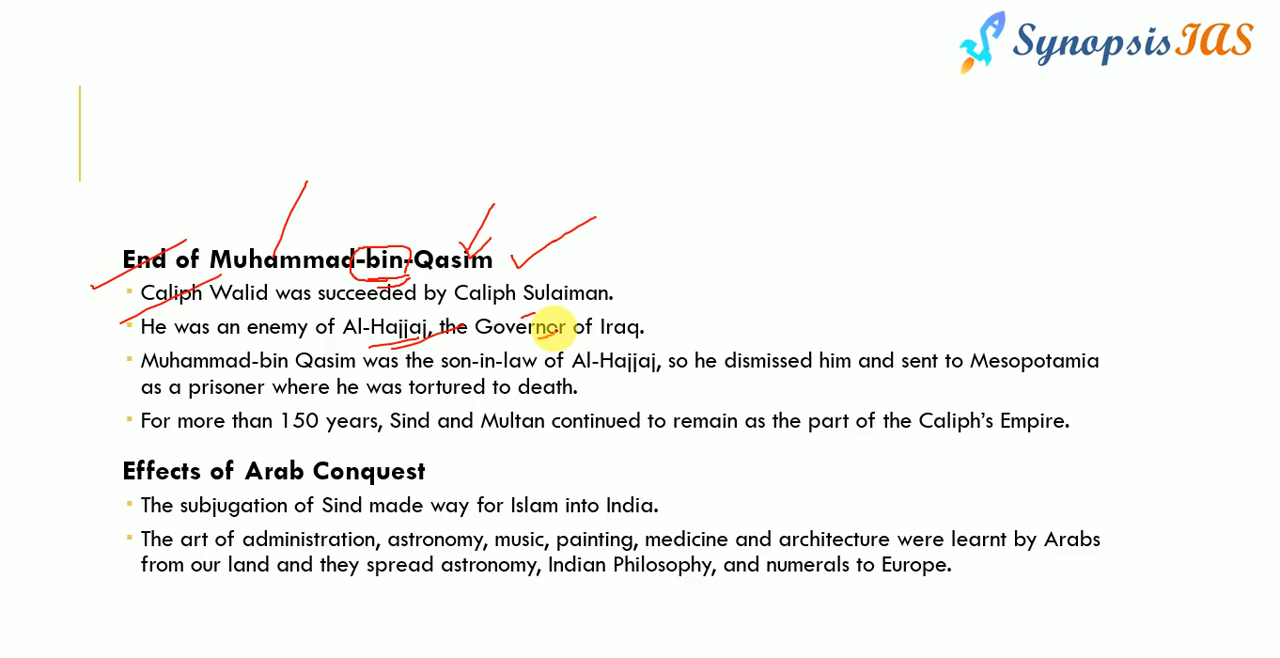 SynopsisIAS
End of Muhammad-bin-Qasim
Caliph Walid was succeeded by Caliph Sulaiman.
He was an enemy of Al-Hajjaj, the Governor of Iraq.
Muhammad-bin Qasim was the son-in-law of Al-Hajjaj, so he dismissed him and sent to Mesopotamia
as a prisoner where he was tortured to death.
For more than 150 years, Sind and Multan continued to remain as the part of the Caliph's Empire.
Effects of Arab Conquest
The subjugation of Sind made way for Islam into India.
The art of administration, astronomy, music, painting, medicine and architecture were learnt by Arabs
from our land and they spread astronomy, Indian Philosophy, and numerals to Europe.